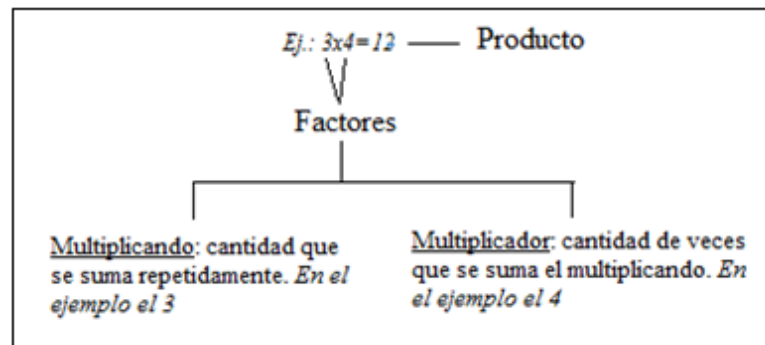 Ej.: 3x4=12 Producto
Factores
Multiplicando: cantidad que
se suma repetidamente. En el
ejemplo el 3
Multiplicador: cantidad de veces
que se suma el multiplicando. En
el ejemplo el 4